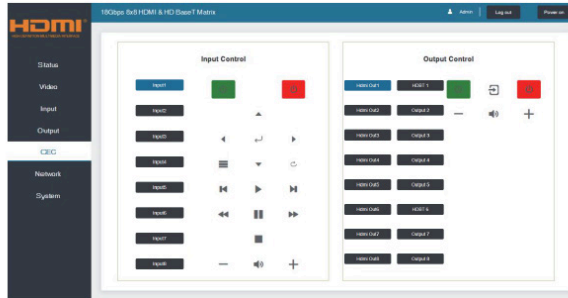 18Gbps 8x8 HDMI & HDBaseT Matrix
Admin
Log out
Power on
HDMI
Status
Video
Input
Output
CEC
Network
System
Input Control
Input1
Input2
Input3
Input4
Input5
Input6
Input7
Input8
Output Control
Hdmi Out1 HDBT 1
Hdmi Out2 Output 2
Hdmi Out3 Output 3
Hdmi Out4 Output 4
Hdmi Out5 Output 5
Hdmi Out6 HDBT 6
Hdmi Out7 Output 7
Hdmi Out8 Output 8